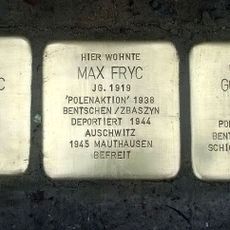 HIER WOHNTE
MAX FRYC
JG. 1919
'POLENAKTION' 1938
BENTSCHEN / ZBASZYN
DEPORTIERT 1944
AUSCHWITZ
1945 MAUTHAUSEN
BEFREIT